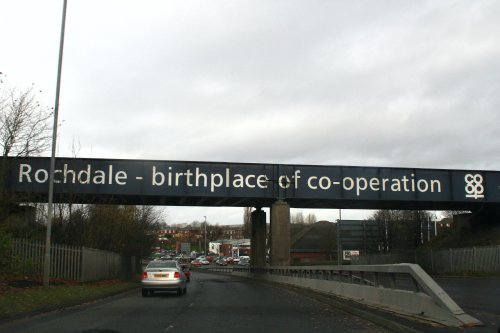 Rochdale - birthplace of co-operation